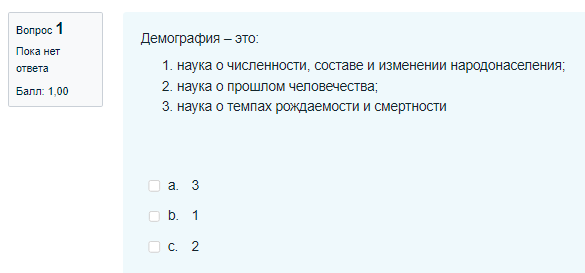 Вопрос 1
Пока нет
ответа
Балл: 1,00
Демография – это:
1. наука о численности, составе и изменении народонаселения;
2. наука о прошлом человечества;
3. наука о темпах рождаемости и смертности
a. 3
b. 1
c. 2